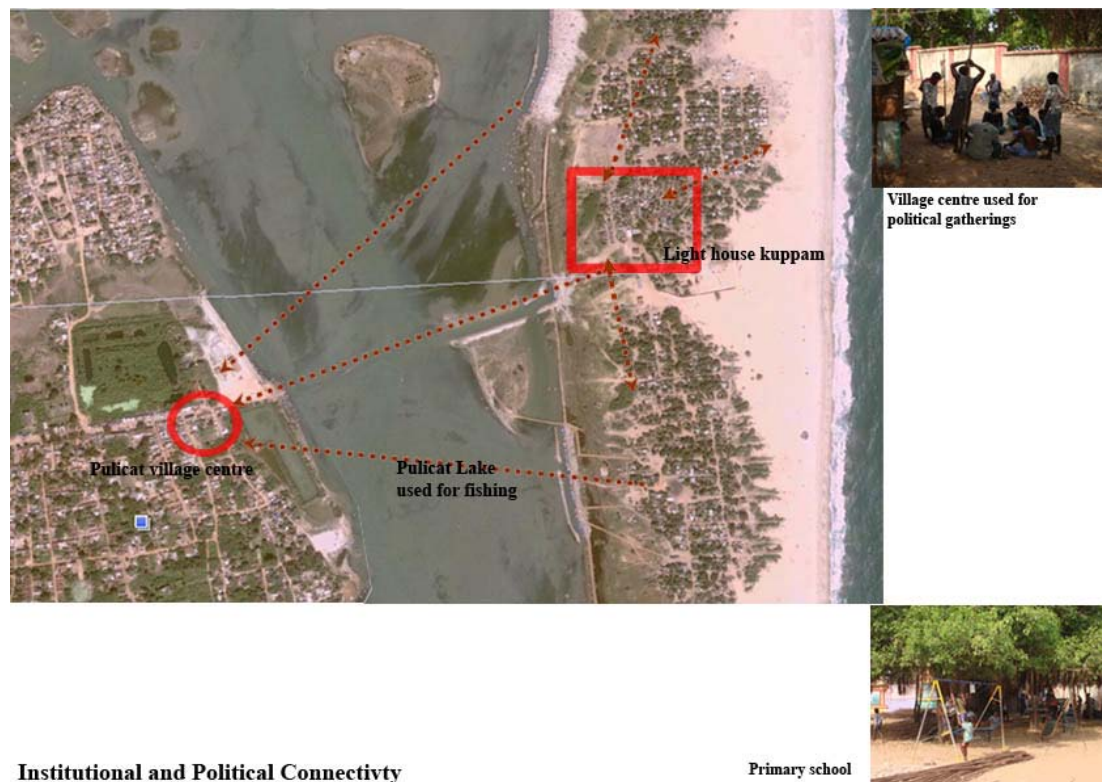 Village centre used for
political gatherings
Light house kuppam
Pulicat village centre
Pulicat Lake
used for fishing
Institutional and Political Connectivty
Primary school